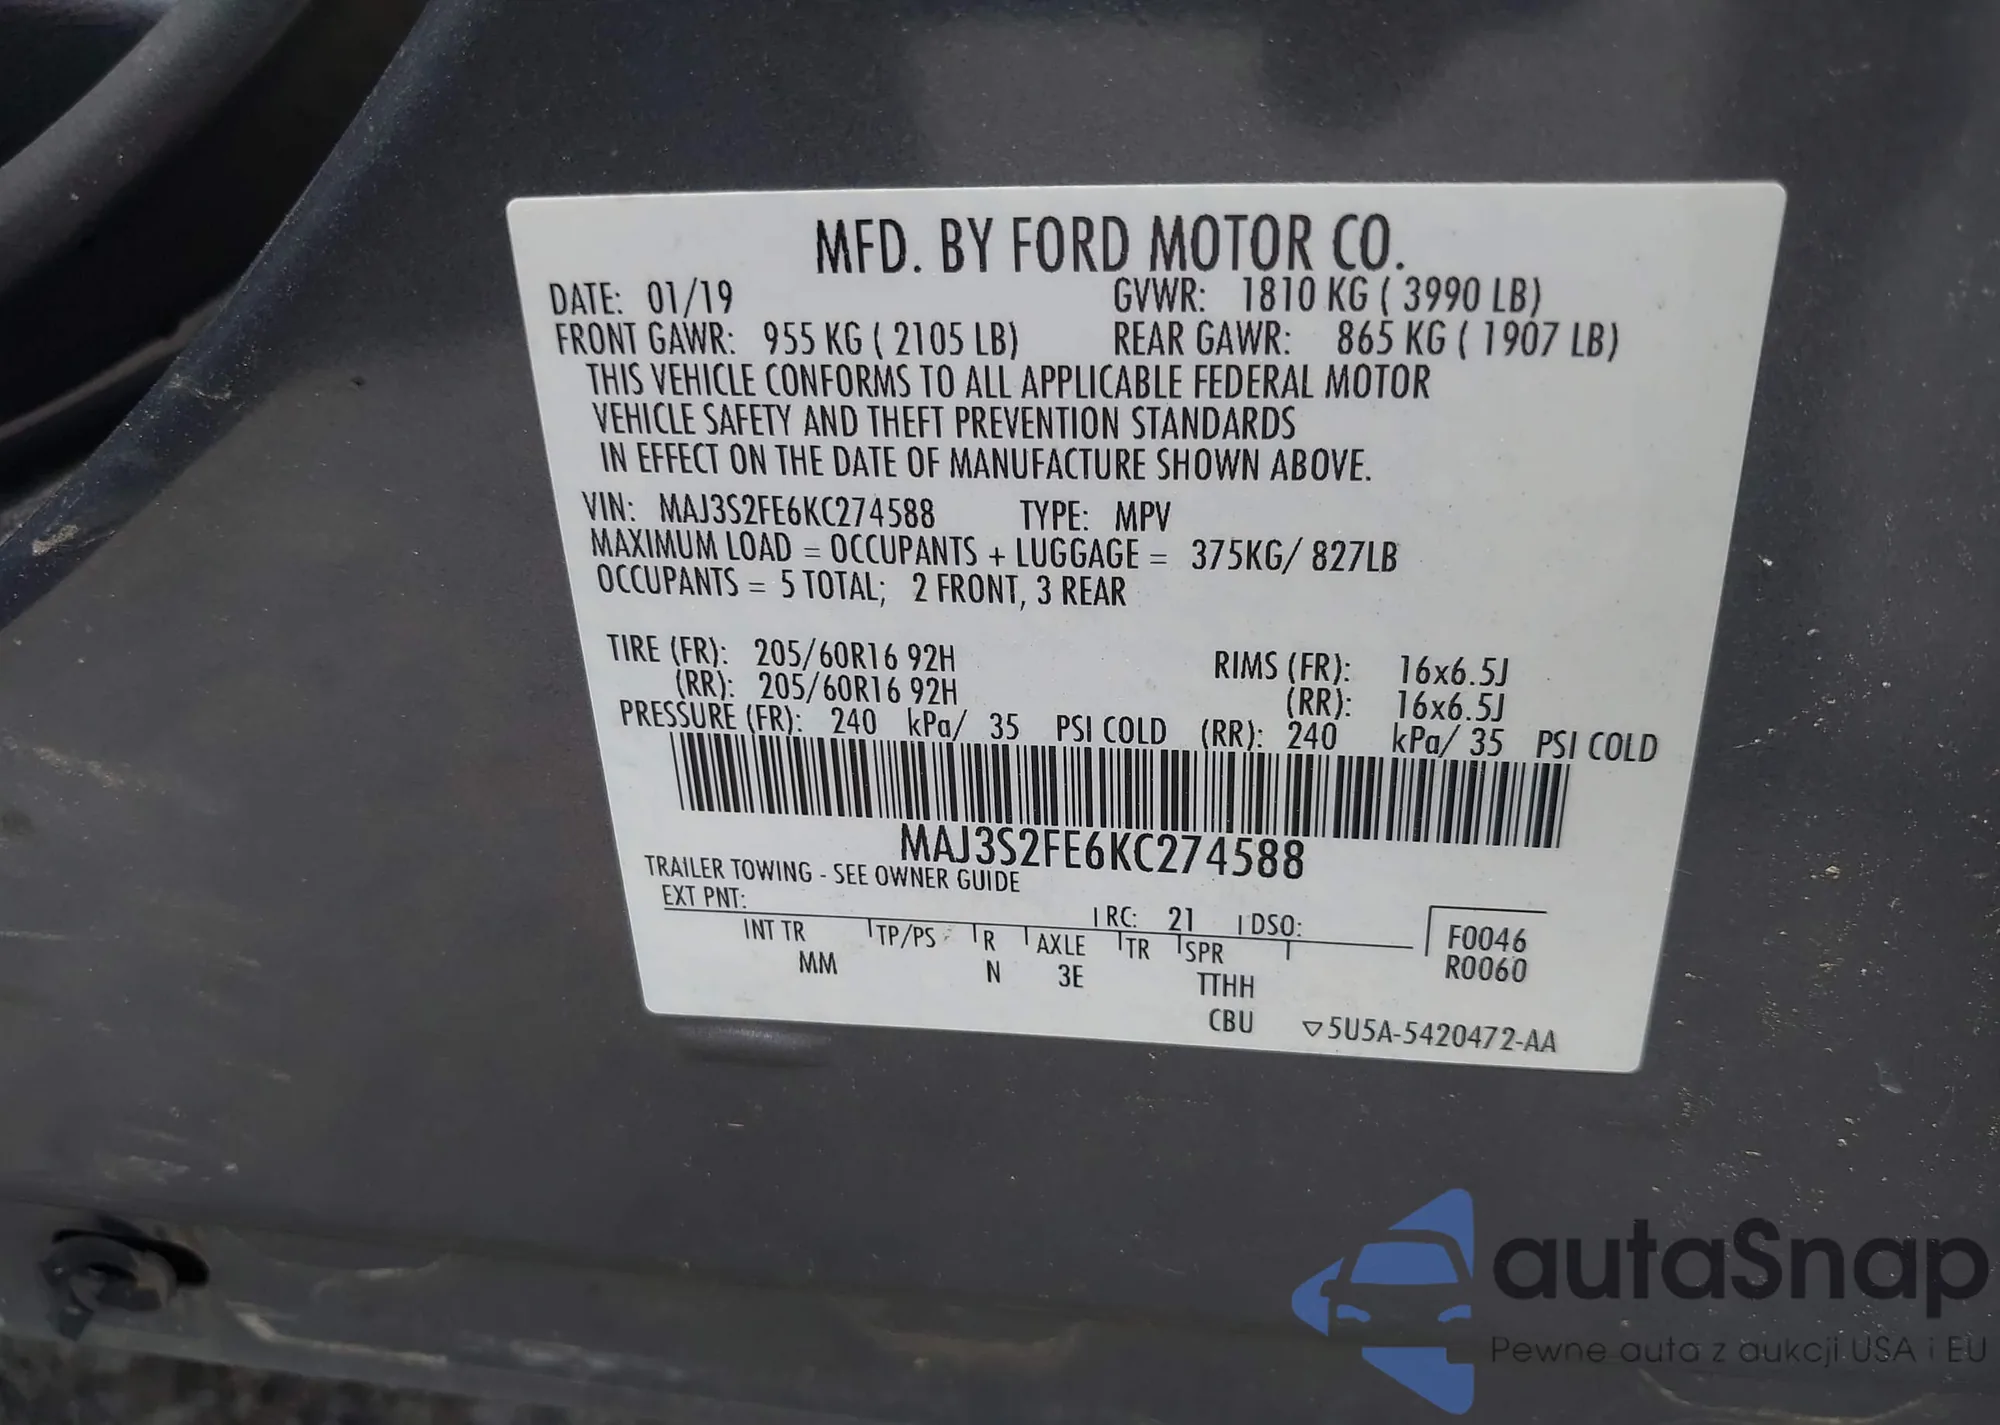 MFD. BY FORD MOTOR CO.
DATE: 01/19 GVWR: 1810 KG ( 3990 LB)
FRONT GAWR: 955 KG ( 2105 LB) REAR GAWR: 865 KG ( 1907 LB)
THIS VEHICLE CONFORMS TO ALL APPLICABLE FEDERAL MOTOR
VEHICLE SAFETY AND THEFT PREVENTION STANDARDS
IN EFFECT ON THE DATE OF MANUFACTURE SHOWN ABOVE.
VIN: MAJ3S2FE6KC274588 TYPE: MPV
MAXIMUM LOAD = OCCUPANTS + LUGGAGE = 375KG/ 827LB
OCCUPANTS = 5 TOTAL; 2 FRONT, 3 REAR
TIRE (FR): 205/60R16 92H RIMS (FR): 16x6.5J
(RR): 205/60R16 92H (RR): 16x6.5J
PRESSURE (FR): 240 kPa/ 35 PSI COLD (RR): 240 kPa/ 35 PSI COLD
MAJ3S2FE6KC274588
TRAILER TOWING - SEE OWNER GUIDE
EXT PNT: RC: 21 DSO:
INT TR TP/PS R AXLE TR SPR F0046
MM N 3E TTHH R0060
CBU ▽5U5A-5420472-AA
autaSnap
Pewne auto z aukcji USA i EU